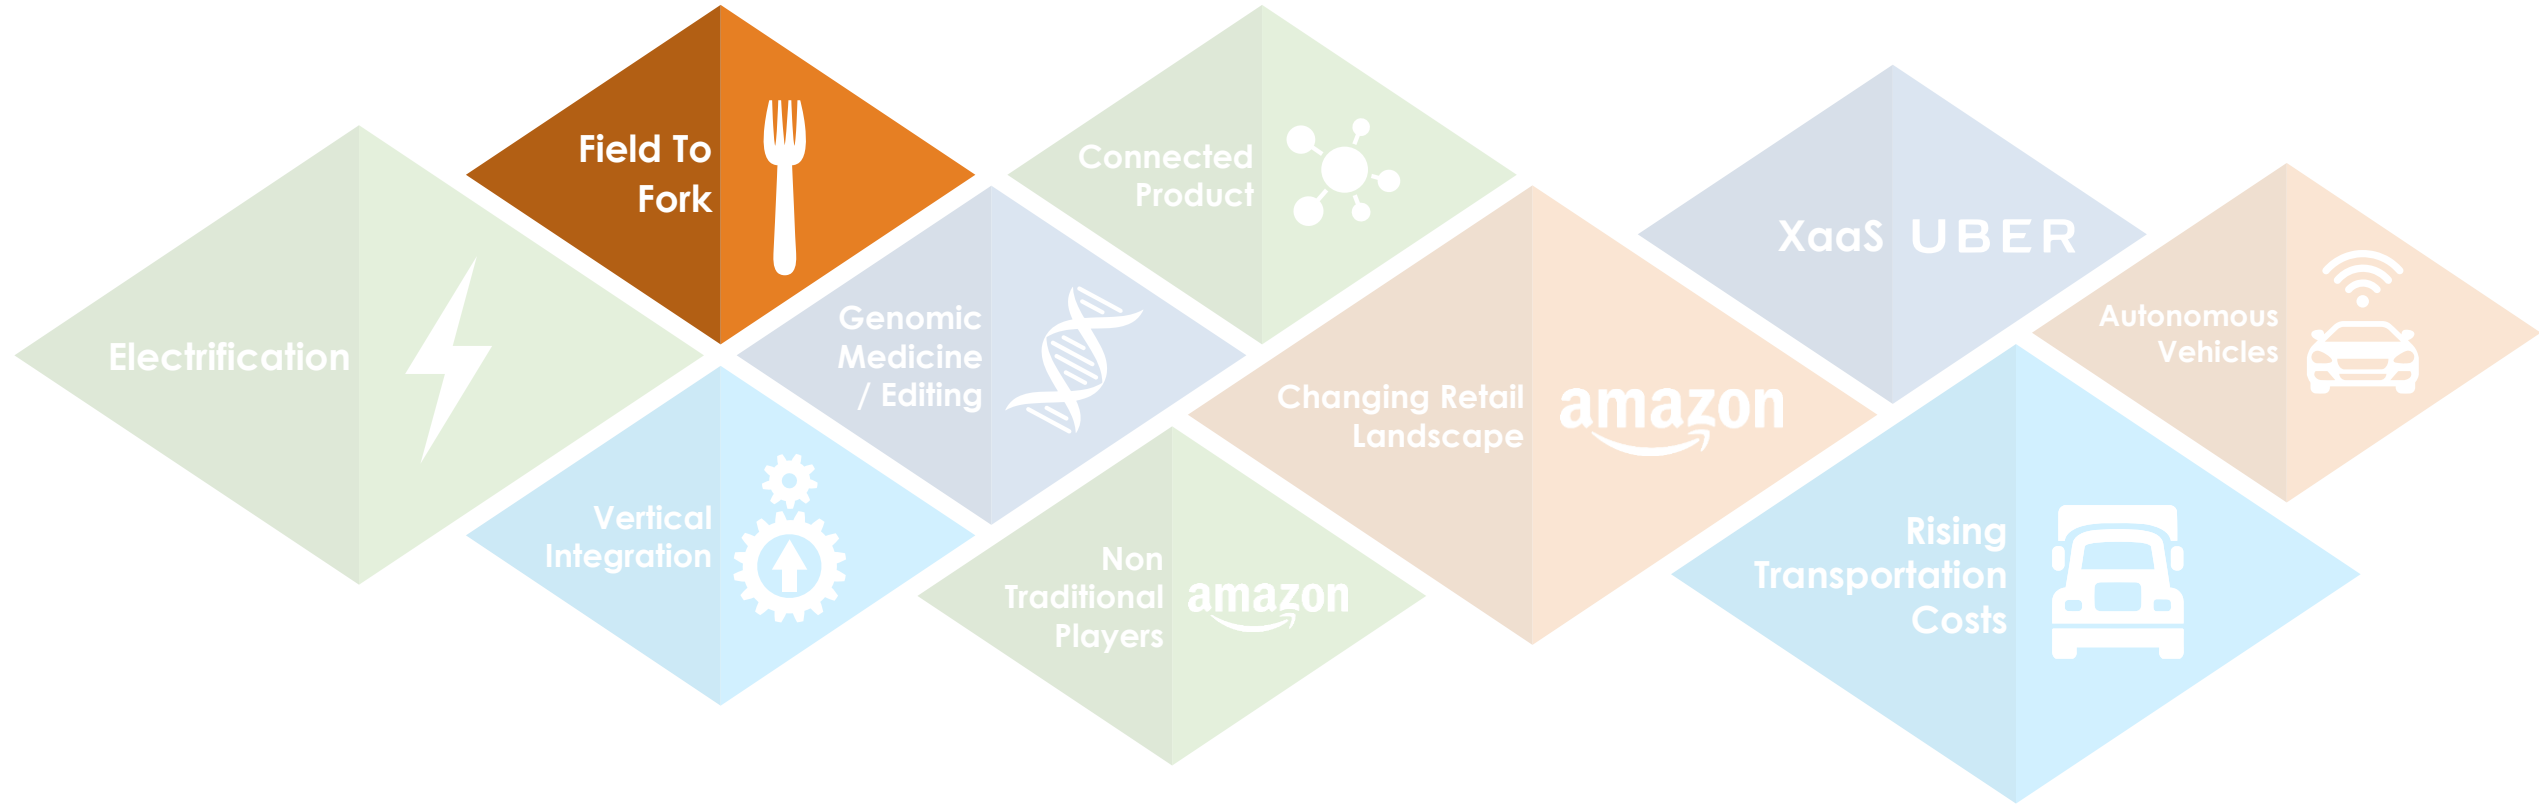 Electrification
Field To
Fork
Vertical
Integration
Genomic
Medicine
/ Editing
Connected
Product
Non
Traditional
Players
amazon
Changing Retail
Landscape
amazon
XaaS UBER
Rising
Transportation
Costs
Autonomous
Vehicles